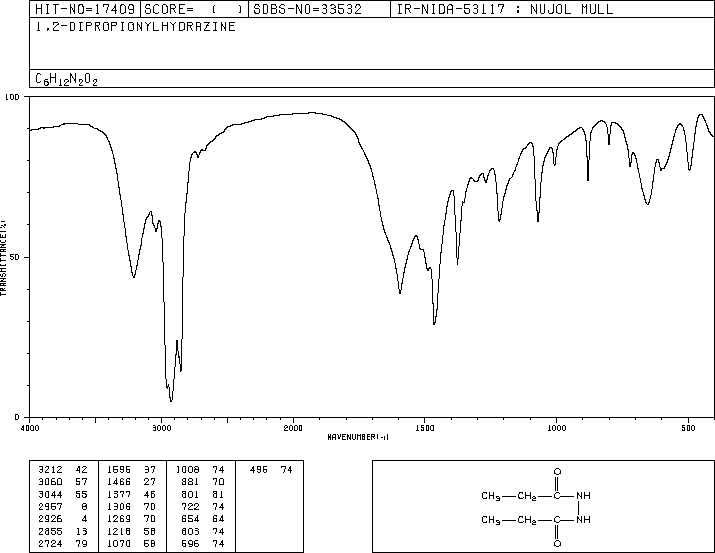 HIT-NO=17409 SCORE= ( ) SDBS-NO=33532 IR-NIDA-53117 : NUJOL MULL
1,2-DIPROPIONYLHYDRAZINE
C6H12N2O2
100
50
0
TRANSMITTANCE(%)
4000 3000 2000 1500 1000 500
WAVENUMBER(-1)
3212 42 1596 37 1008 74 496 74
3060 57 1466 27 881 70
3044 55 1377 46 801 81
2957 8 1306 70 722 74
2926 4 1269 70 654 64
2855 13 1218 58 603 74
2724 79 1070 58 596 74
O
CH3 CH2 C NH
CH3 CH2 C NH
O